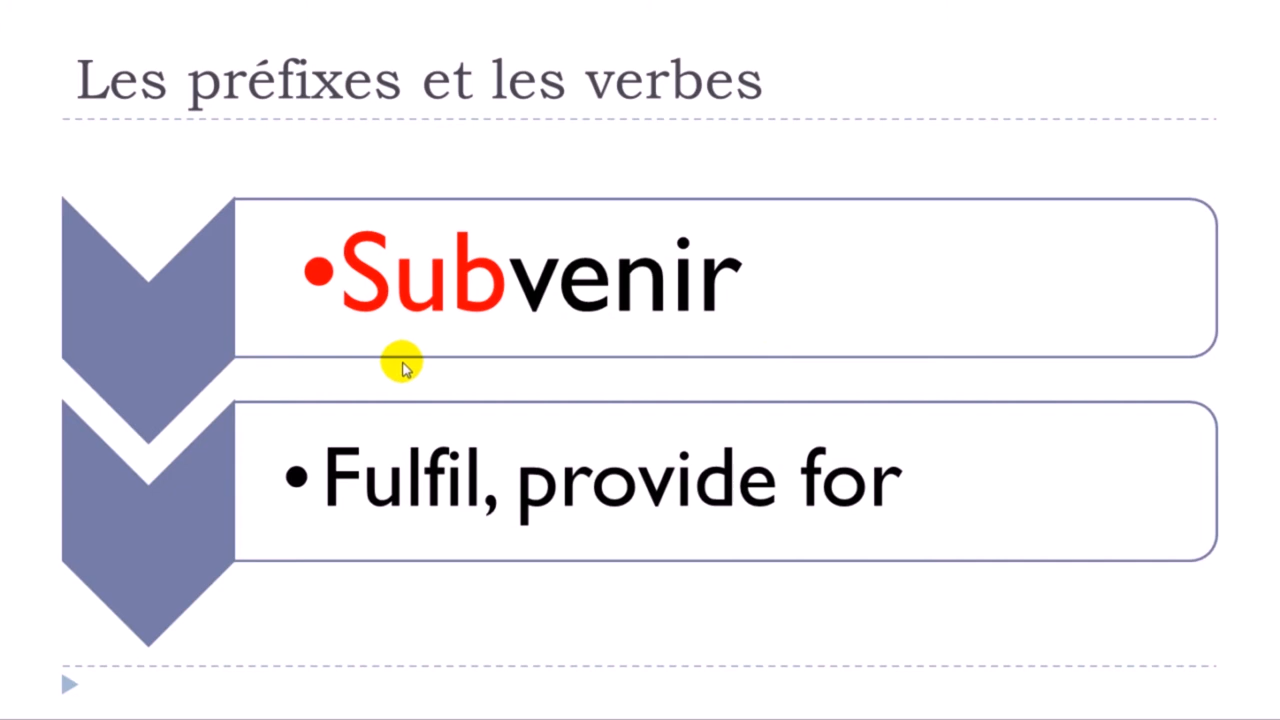 Les préfixes et les verbes
•Subvenir
• Fulfil, provide for